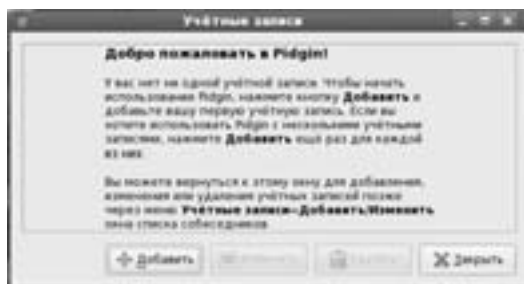 Учётные записи
Добро пожаловать в Pidgin!
У вас нет ни одной учётной записи. Чтобы начать
использование Pidgin, нажмите кнопку Добавить и
добавьте вашу первую учётную запись. Если вы
хотите использовать Pidgin с несколькими учётными
записями, нажмите Добавить ещё раз для каждой
из них.
Вы можете вернуться к этому окну для добавления,
изменения или удаления учётных записей позже
через меню Учётные записи→Добавить/Изменить
окна списка собеседников
Добавить
Закрыть